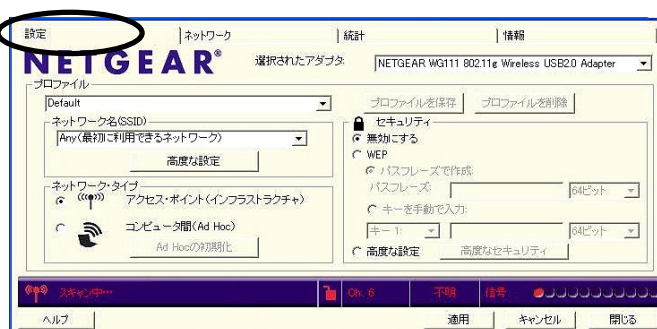 設定 ネットワーク 統計 情報
NETGEAR® 選択されたアダプタ: NETGEAR WG111 802.11g Wireless USB2.0 Adapter
プロファイル
Default プロファイルを保存 プロファイルを削除
ネットワーク名(SSID)
Any(最初に利用できるネットワーク)
高度な設定
セキュリティ
無効にする
WEP
パスフレーズで作成:
パスフレーズ: 64ビット
キーを手動で入力:
キー 1: 64ビット
高度な設定 高度なセキュリティ
ネットワーク・タイプ
アクセス・ポイント(インフラストラクチャ)
コンピュータ間(Ad Hoc)
Ad Hocの初期化
スキャン中… Ch. 6 不明 信号
ヘルプ 適用 キャンセル 閉じる